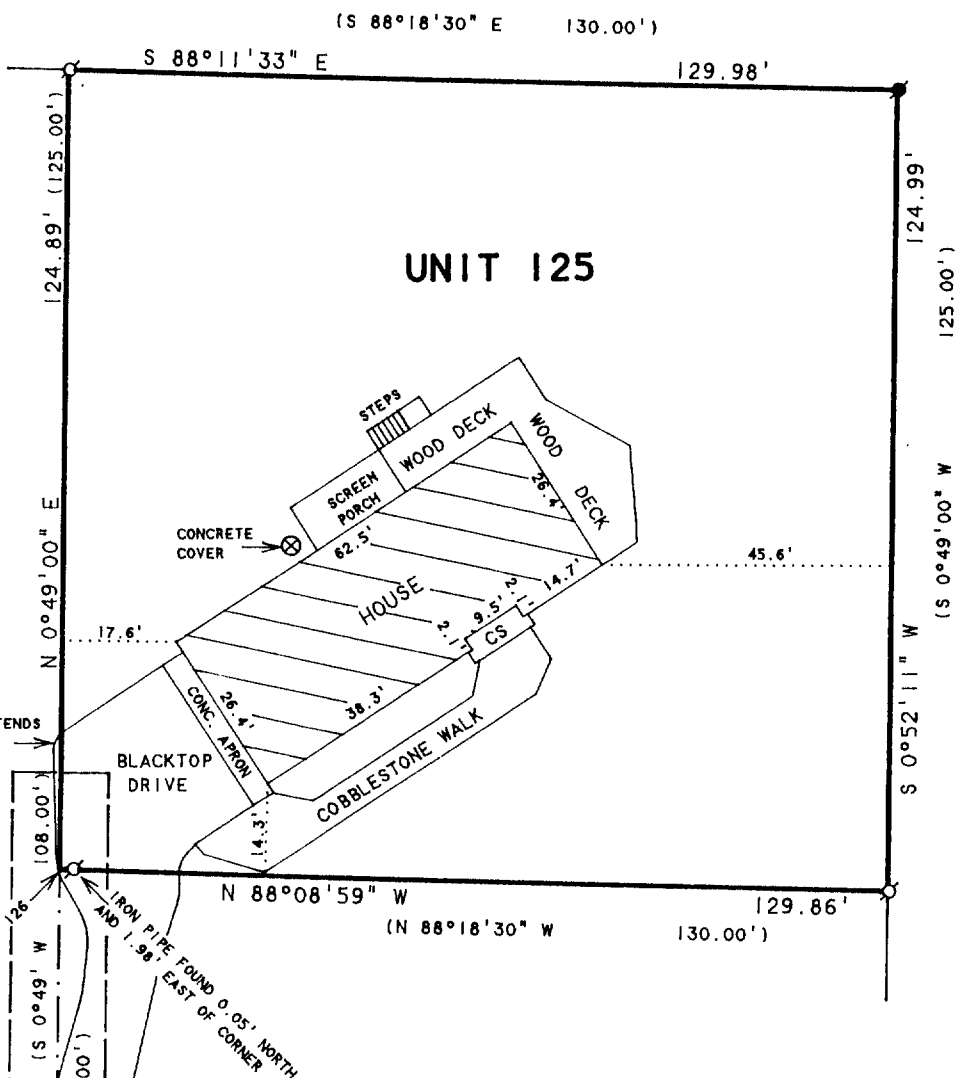 (S 88°18'30" E 130.00')
S 88°11'33" E 129.98'
124.89' (125.00')
124.99'
125.00')
UNIT 125
STEPS
WOOD DECK
WOOD
DECK
SCREEN
PORCH
CONCRETE
COVER
62.5'
26.4'
HOUSE
45.6'
17.6'
2.1'
9.5'
2.1'
14.7'
CS
38.3'
26.4'
CONC. APRON
N 0°49'00" E
(S 0°49'00" W
S 0°52'11" W
TENDS
BLACKTOP
DRIVE
COBBLESTONE WALK
14.3'
108.00')
N 88°08'59" W 129.86'
(N 88°18'30" W 130.00')
126
IRON PIPE FOUND 0.05' NORTH
AND 1.98' EAST OF CORNER
(S 0°49' W
00')